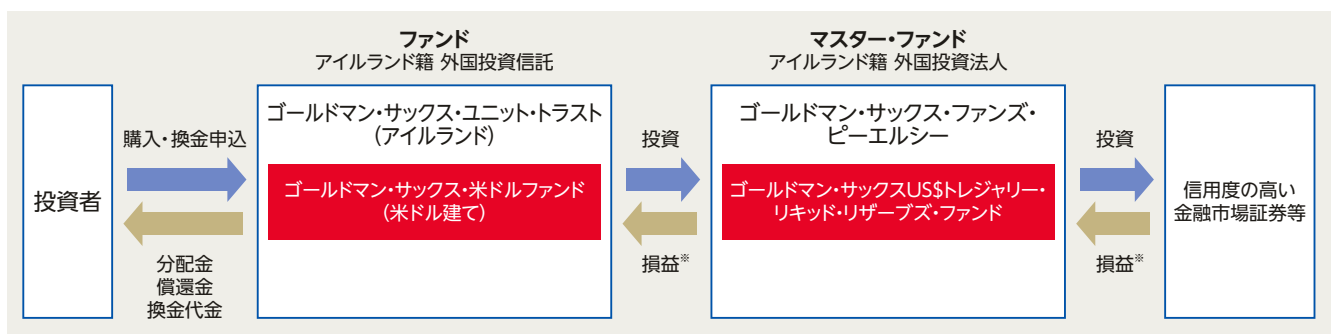 ファンド
アイルランド籍 外国投資信託
マスター・ファンド
アイルランド籍 外国投資法人
投資者
購入・換金申込
分配金
償還金
換金代金
ゴールドマン・サックス・ユニット・トラスト
(アイルランド)
ゴールドマン・サックス・米ドルファンド
(米ドル建て)
投資
損益※
ゴールドマン・サックス・ファンズ・
ピーエルシー
ゴールドマン・サックスUS$トレジャリー・
リキッド・リザーブズ・ファンド
投資
損益※
信用度の高い
金融市場証券等